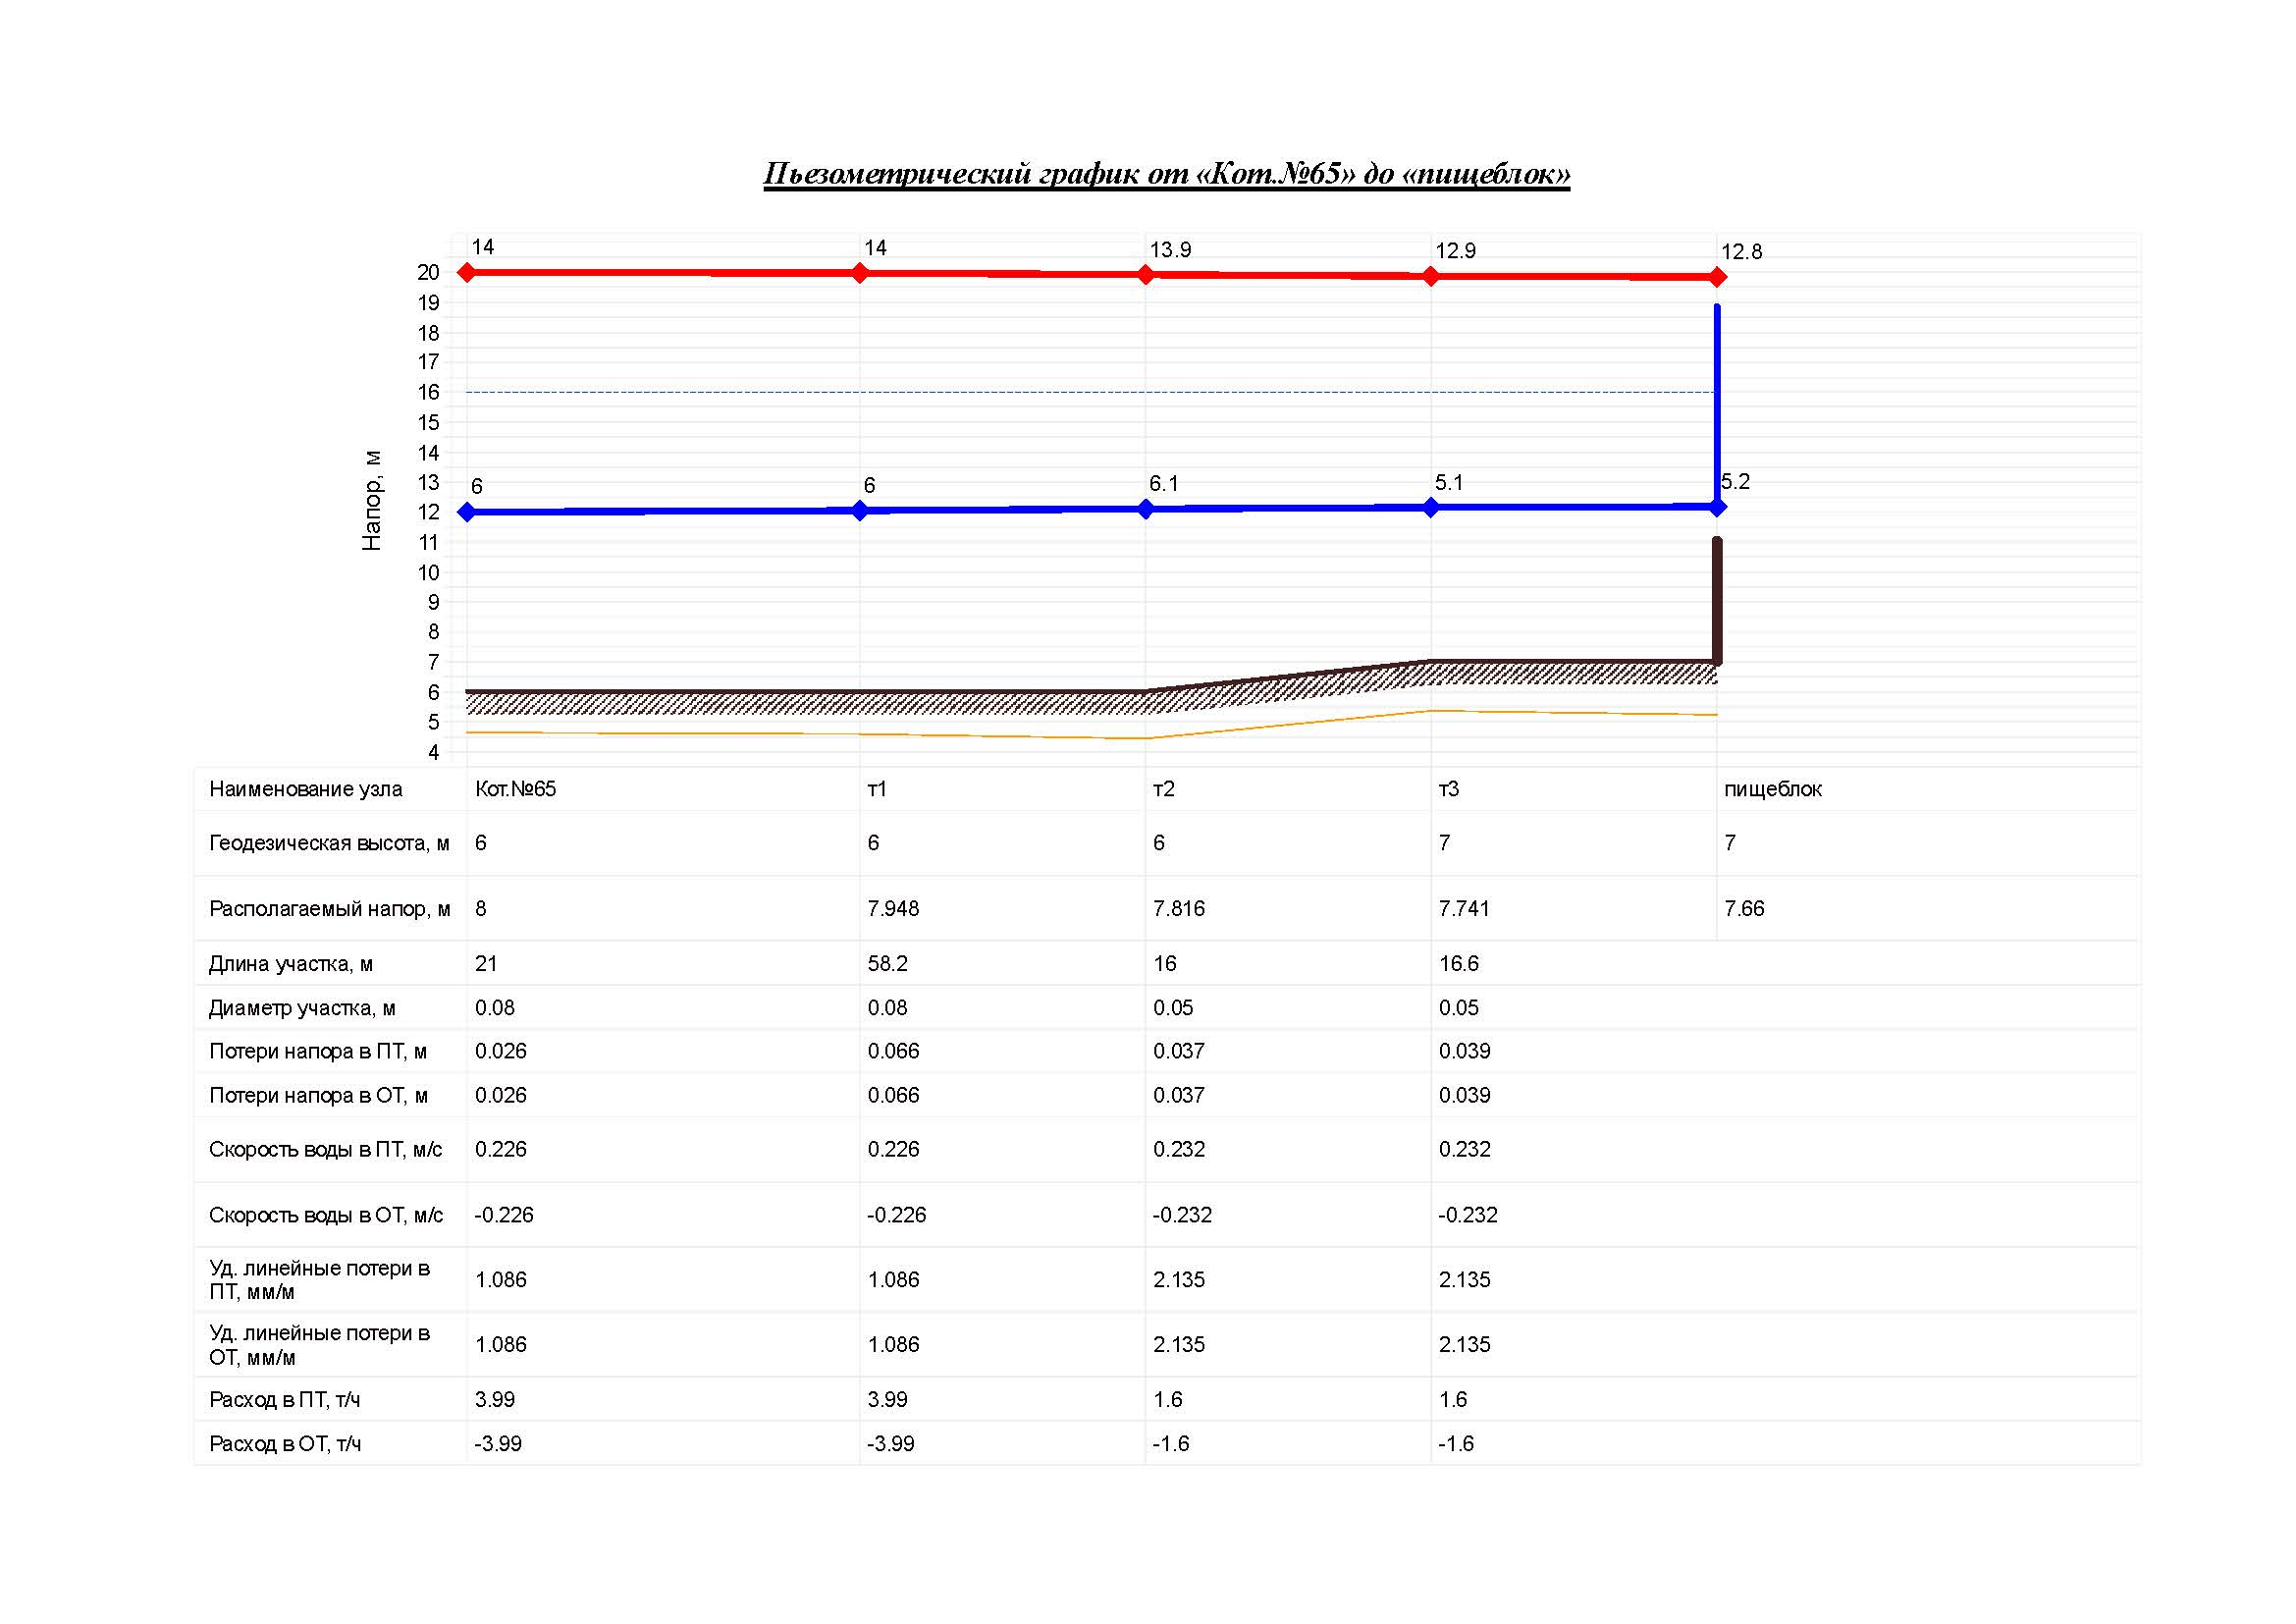 Пьезометрический график от «Кот.№65» до «пищеблок»
14 14 13.9 12.9 12.8
20
19
18
17
16
15
14
13
12
11
10
9
8
7
6
5
4
Напор, м
6 6 6.1 5.1 5.2
Наименование узла Кот.№65 т1 т2 т3 пищеблок
Геодезическая высота, м 6 6 6 7 7
Располагаемый напор, м 8 7.948 7.816 7.741 7.66
Длина участка, м 21 58.2 16 16.6
Диаметр участка, м 0.08 0.08 0.05 0.05
Потери напора в ПТ, м 0.026 0.066 0.037 0.039
Потери напора в ОТ, м 0.026 0.066 0.037 0.039
Скорость воды в ПТ, м/с 0.226 0.226 0.232 0.232
Скорость воды в ОТ, м/с -0.226 -0.226 -0.232 -0.232
Уд. линейные потери в
ПТ, мм/м 1.086 1.086 2.135 2.135
Уд. линейные потери в
ОТ, мм/м 1.086 1.086 2.135 2.135
Расход в ПТ, т/ч 3.99 3.99 1.6 1.6
Расход в ОТ, т/ч -3.99 -3.99 -1.6 -1.6